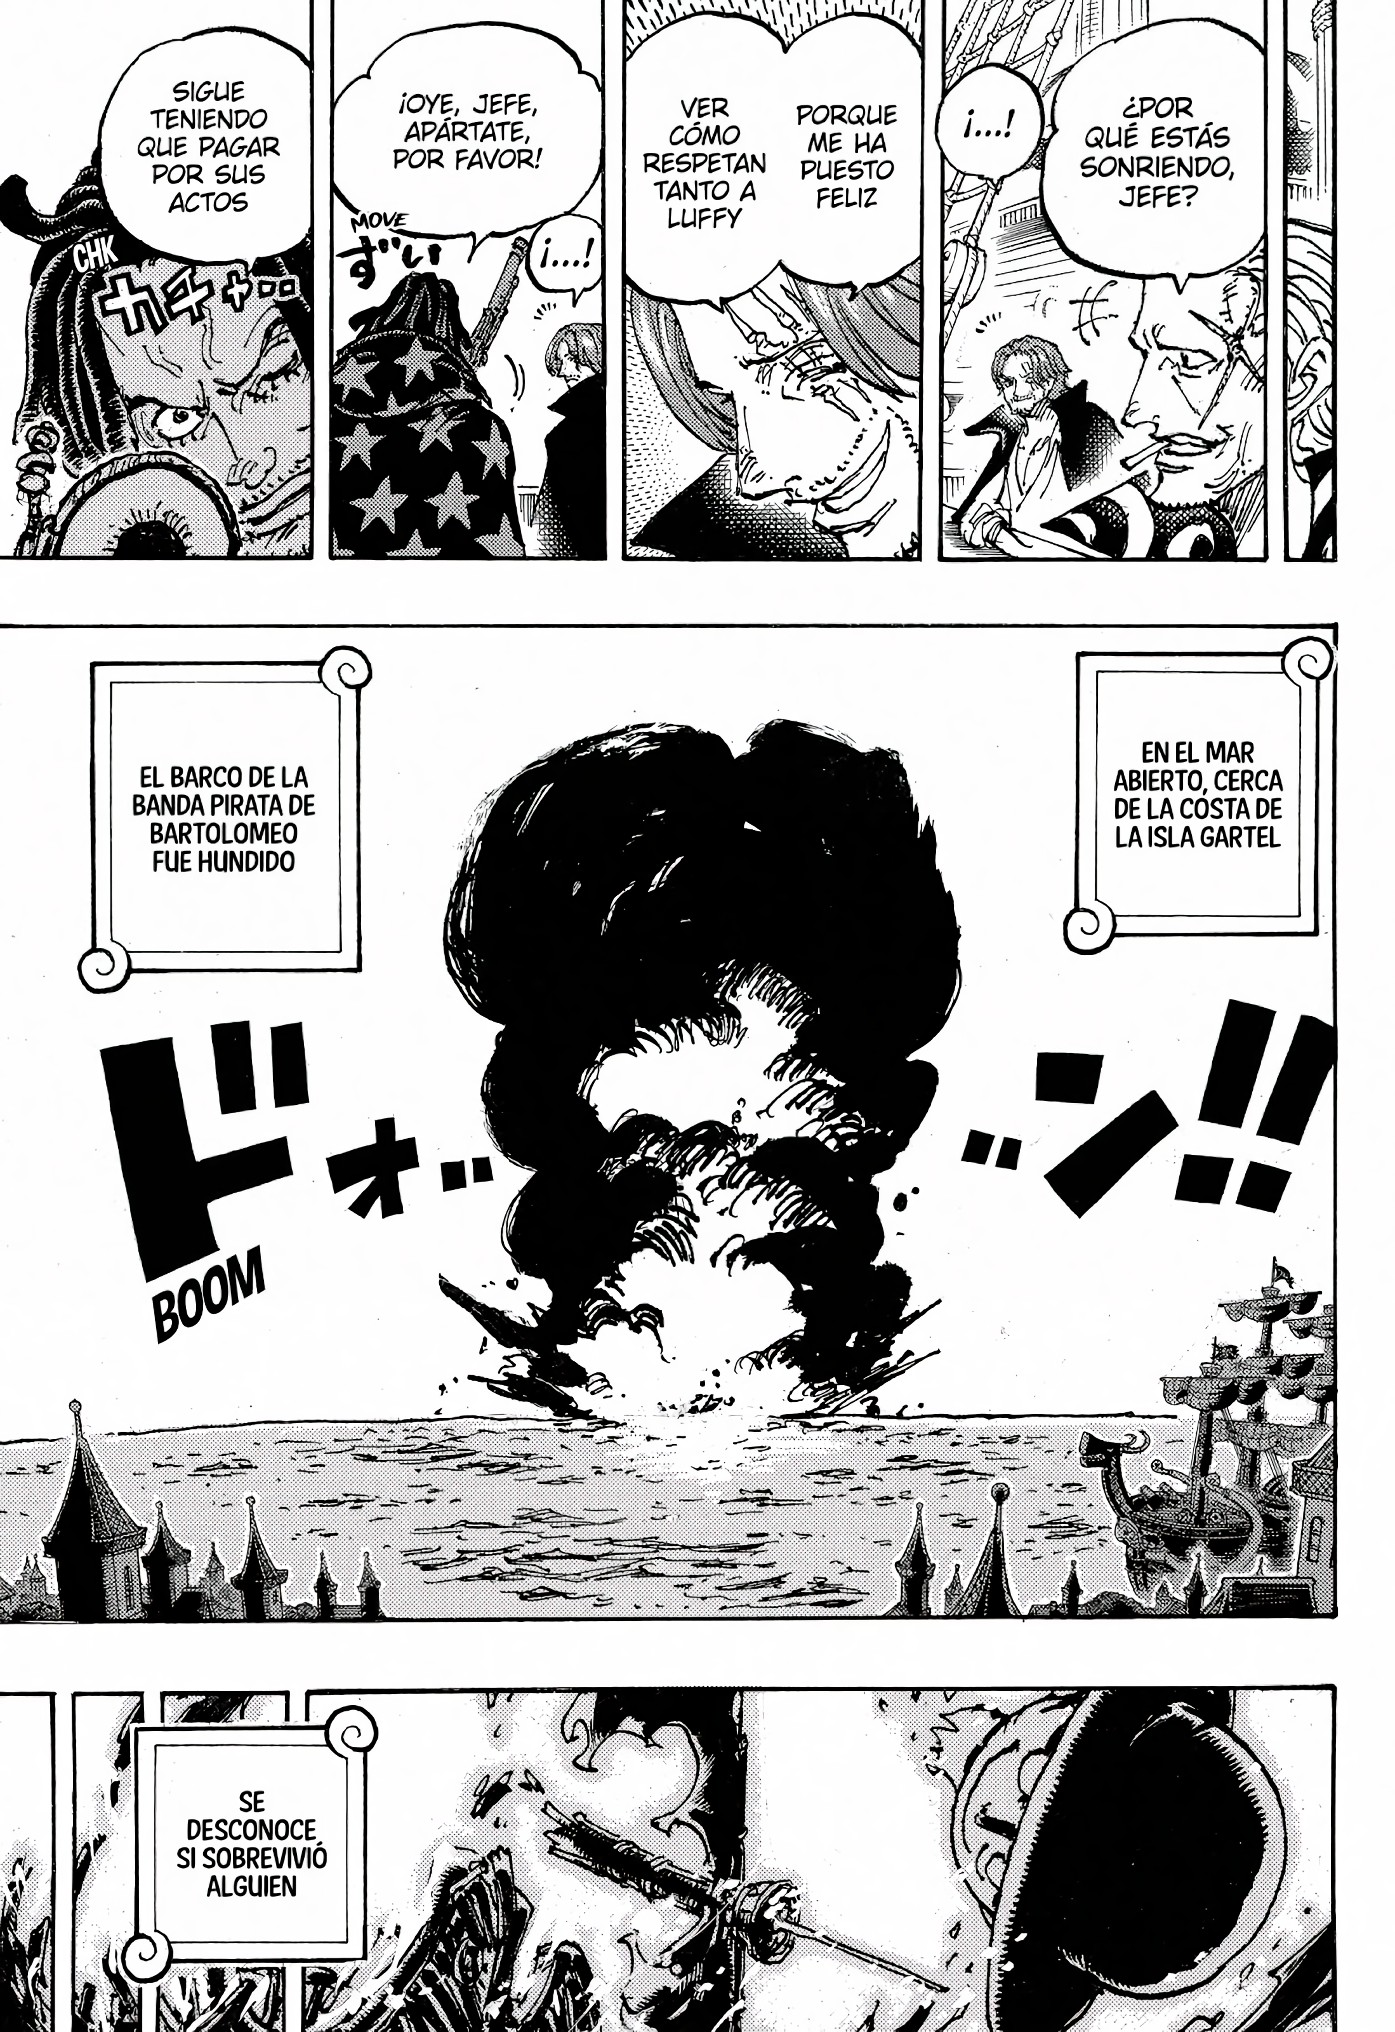 ¿POR
QUÉ ESTÁS
SONRIENDO,
JEFE?
¡...!
PORQUE
ME HA
PUESTO
FELIZ
VER
CÓMO
RESPETAN
TANTO A
LUFFY
¡OYE, JEFE,
APÁRTATE,
POR FAVOR!
MOVE
ずい
¡...!
SIGUE
TENIENDO
QUE PAGAR
POR SUS
ACTOS
CHK
カチャ…
EN EL MAR
ABIERTO, CERCA
DE LA COSTA DE
LA ISLA GARTEL
EL BARCO DE LA
BANDA PIRATA DE
BARTOLOMEO
FUE HUNDIDO
ドォ…
…ン!!
BOOM
SE
DESCONOCE
SI SOBREVIVIÓ
ALGUIEN